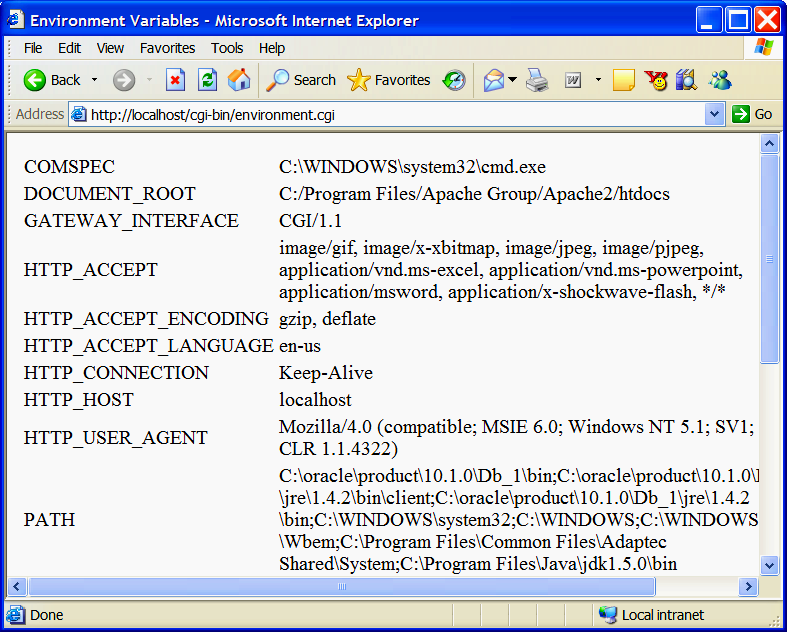 Environment Variables - Microsoft Internet Explorer
File Edit View Favorites Tools Help
Back Search Favorites W
Address http://localhost/cgi-bin/environment.cgi Go
COMSPEC C:\WINDOWS\system32\cmd.exe
DOCUMENT_ROOT C:/Program Files/Apache Group/Apache2/htdocs
GATEWAY_INTERFACE CGI/1.1
HTTP_ACCEPT image/gif, image/x-xbitmap, image/jpeg, image/pjpeg,
application/vnd.ms-excel, application/vnd.ms-powerpoint,
application/msword, application/x-shockwave-flash, */*
HTTP_ACCEPT_ENCODING gzip, deflate
HTTP_ACCEPT_LANGUAGE en-us
HTTP_CONNECTION Keep-Alive
HTTP_HOST localhost
HTTP_USER_AGENT Mozilla/4.0 (compatible; MSIE 6.0; Windows NT 5.1; SV1;
CLR 1.1.4322)
PATH C:\oracle\product\10.1.0\Db_1\bin;C:\oracle\product\10.1.0\
\jre\1.4.2\bin\client;C:\oracle\product\10.1.0\Db_1\jre\1.4.2
\bin;C:\WINDOWS\system32;C:\WINDOWS;C:\WINDOWS
\Wbem;C:\Program Files\Common Files\Adaptec
Shared\System;C:\Program Files\Java\jdk1.5.0\bin
Done Local intranet